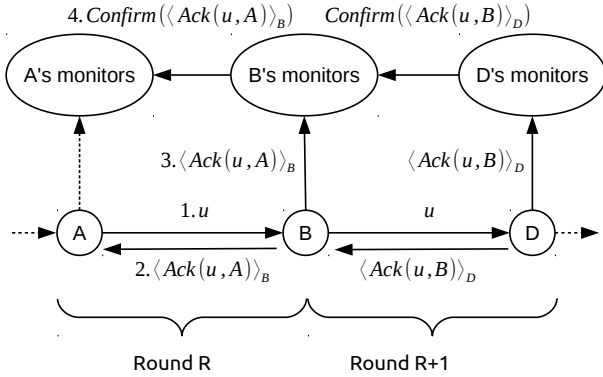 4. Confirm(⟨Ack(u,A)⟩_B) Confirm(⟨Ack(u,B)⟩_D)
A's monitors B's monitors D's monitors
3.⟨Ack(u,A)⟩_B ⟨Ack(u,B)⟩_D
1.u u
A B D
2.⟨Ack(u,A)⟩_B ⟨Ack(u,B)⟩_D
Round R Round R+1